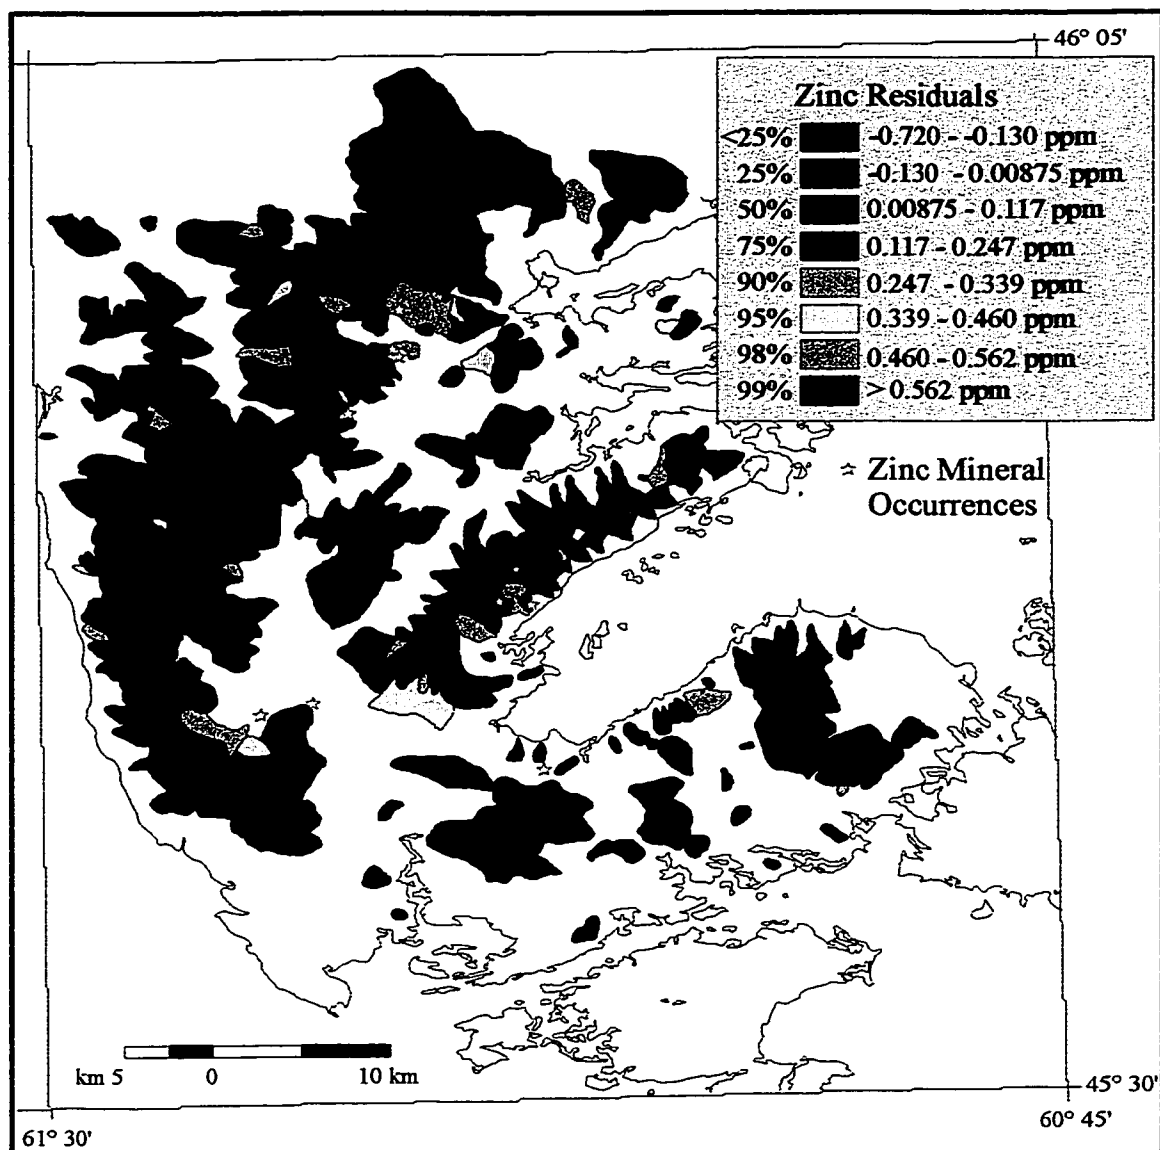 46° 05'
Zinc Residuals
<25% -0.720 - -0.130 ppm
25% -0.130 - 0.00875 ppm
50% 0.00875 - 0.117 ppm
75% 0.117 - 0.247 ppm
90% 0.247 - 0.339 ppm
95% 0.339 - 0.460 ppm
98% 0.460 - 0.562 ppm
99% > 0.562 ppm
☆ Zinc Mineral
Occurrences
km 5 0 10 km
45° 30'
60° 45'
61° 30'